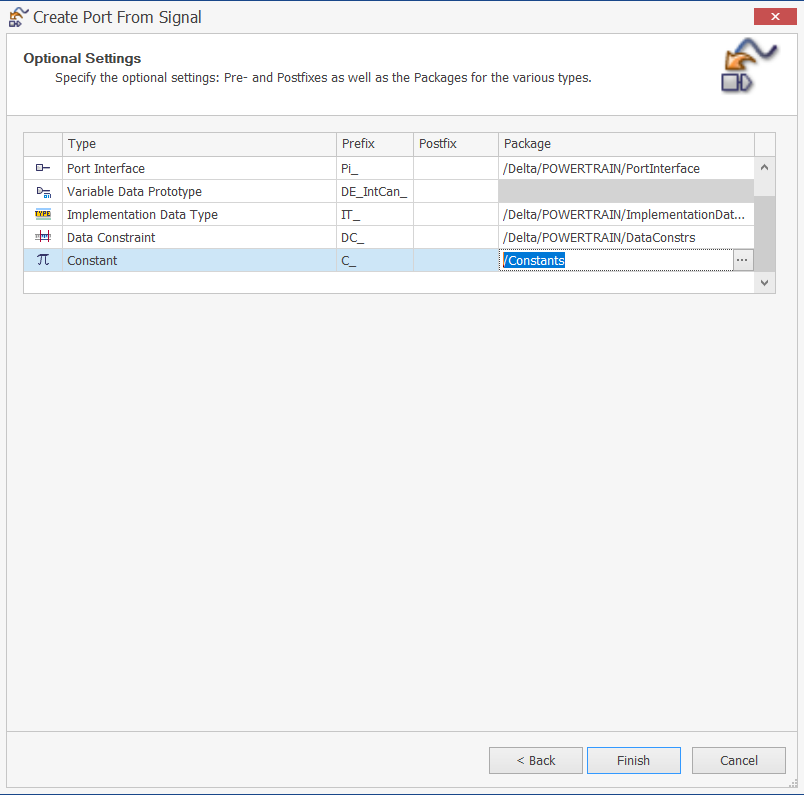 Create Port From Signal
Optional Settings
Specify the optional settings: Pre- and Postfixes as well as the Packages for the various types.
Type Prefix Postfix Package
Port Interface Pi_ /Delta/POWERTRAIN/PortInterface
Variable Data Prototype DE_IntCan_
TYPE Implementation Data Type IT_ /Delta/POWERTRAIN/ImplementationDat...
Data Constraint DC_ /Delta/POWERTRAIN/DataConstrs
π Constant C_ /Constants ...
< Back Finish Cancel